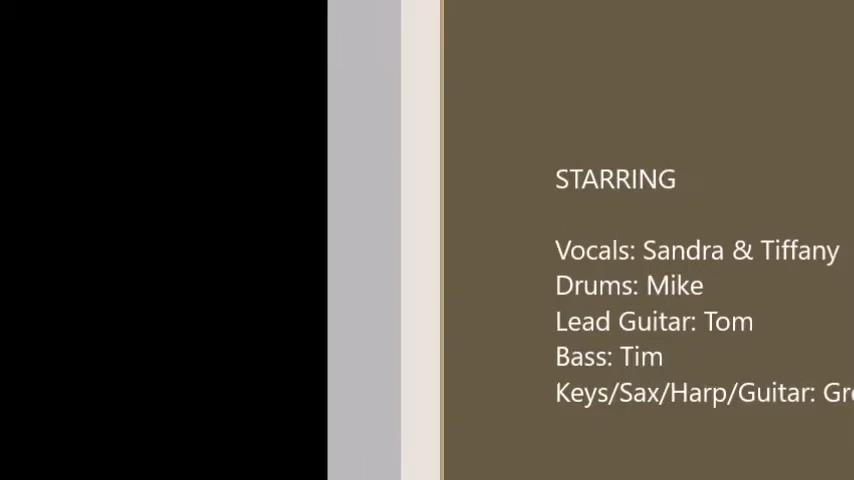 STARRING
Vocals: Sandra & Tiffany
Drums: Mike
Lead Guitar: Tom
Bass: Tim
Keys/Sax/Harp/Guitar: